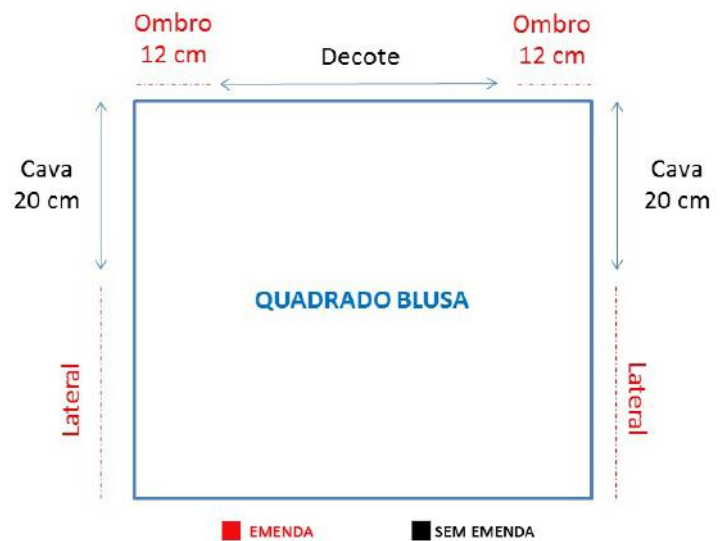 Ombro
12 cm
Decote
Ombro
12 cm
Cava
20 cm
Cava
20 cm
QUADRADO BLUSA
Lateral
Lateral
EMENDA
SEM EMENDA